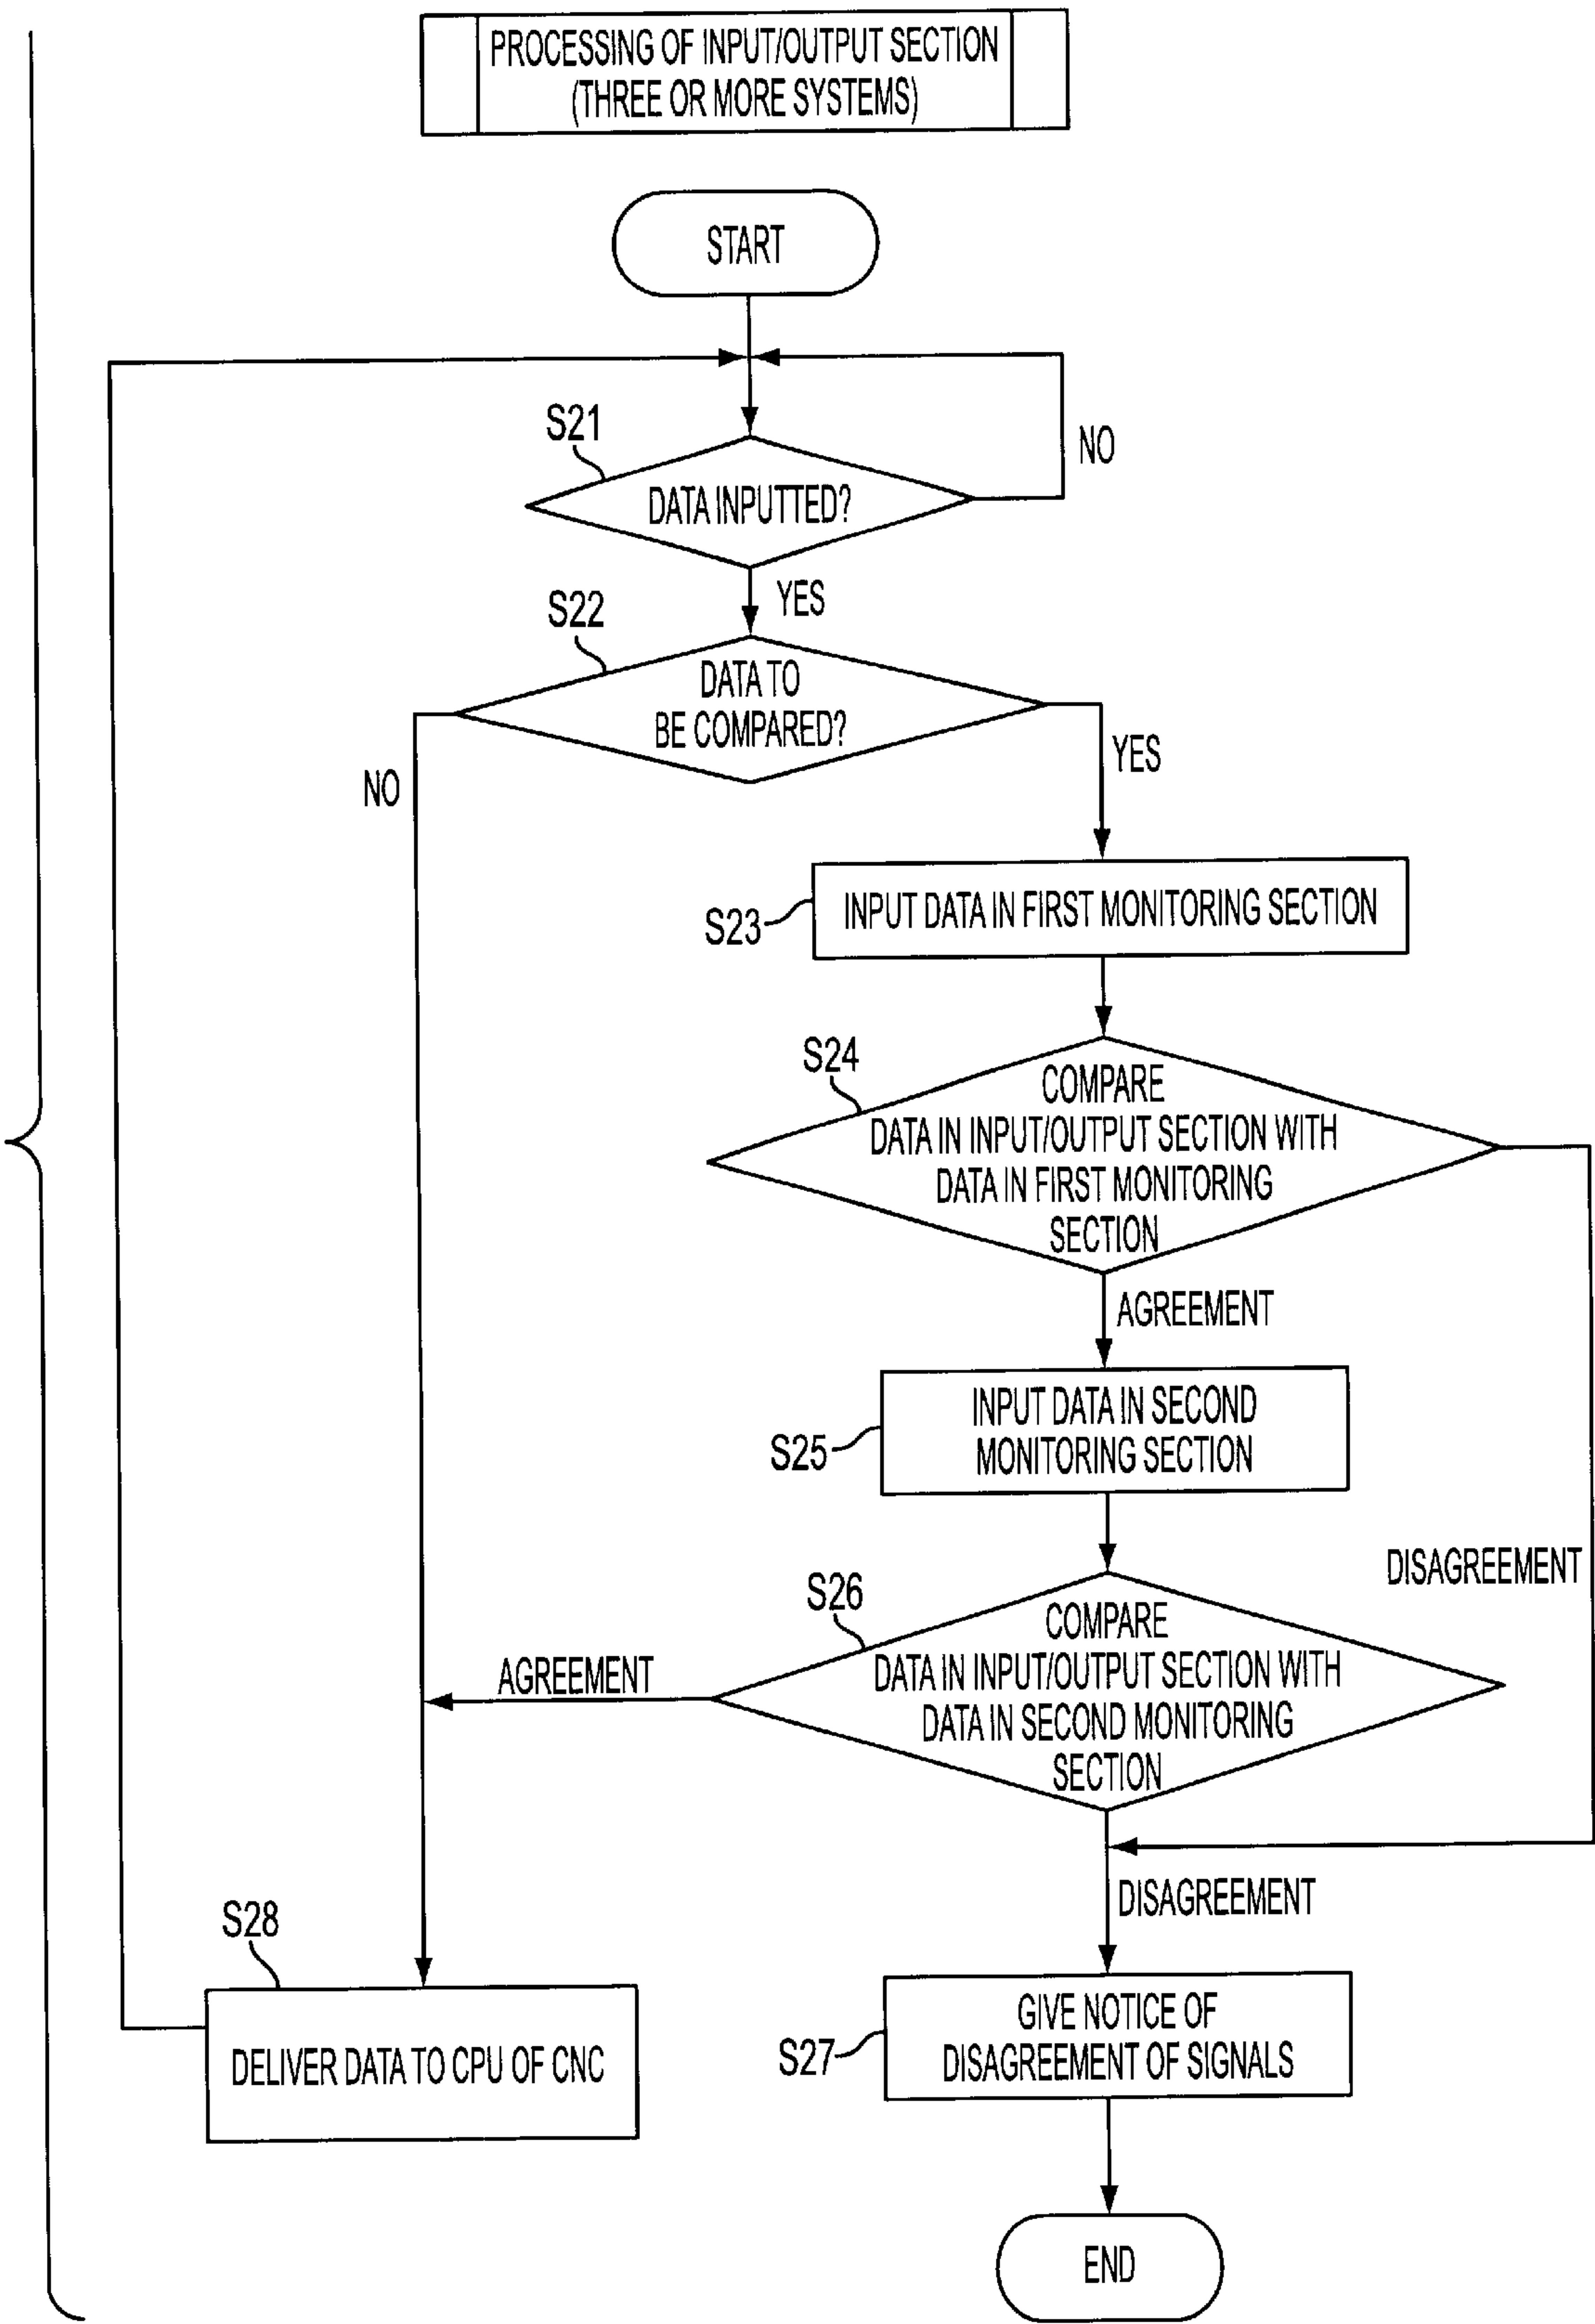 PROCESSING OF INPUT/OUTPUT SECTION
(THREE OR MORE SYSTEMS)
START
S21
NO
DATA INPUTTED?
YES
S22
DATA TO
BE COMPARED?
NO
YES
S23
INPUT DATA IN FIRST MONITORING SECTION
S24
COMPARE
DATA IN INPUT/OUTPUT SECTION WITH
DATA IN FIRST MONITORING
SECTION
AGREEMENT
S25
INPUT DATA IN SECOND
MONITORING SECTION
DISAGREEMENT
S26
COMPARE
DATA IN INPUT/OUTPUT SECTION WITH
DATA IN SECOND MONITORING
SECTION
AGREEMENT
DISAGREEMENT
S28
DELIVER DATA TO CPU OF CNC
S27
GIVE NOTICE OF
DISAGREEMENT OF SIGNALS
END